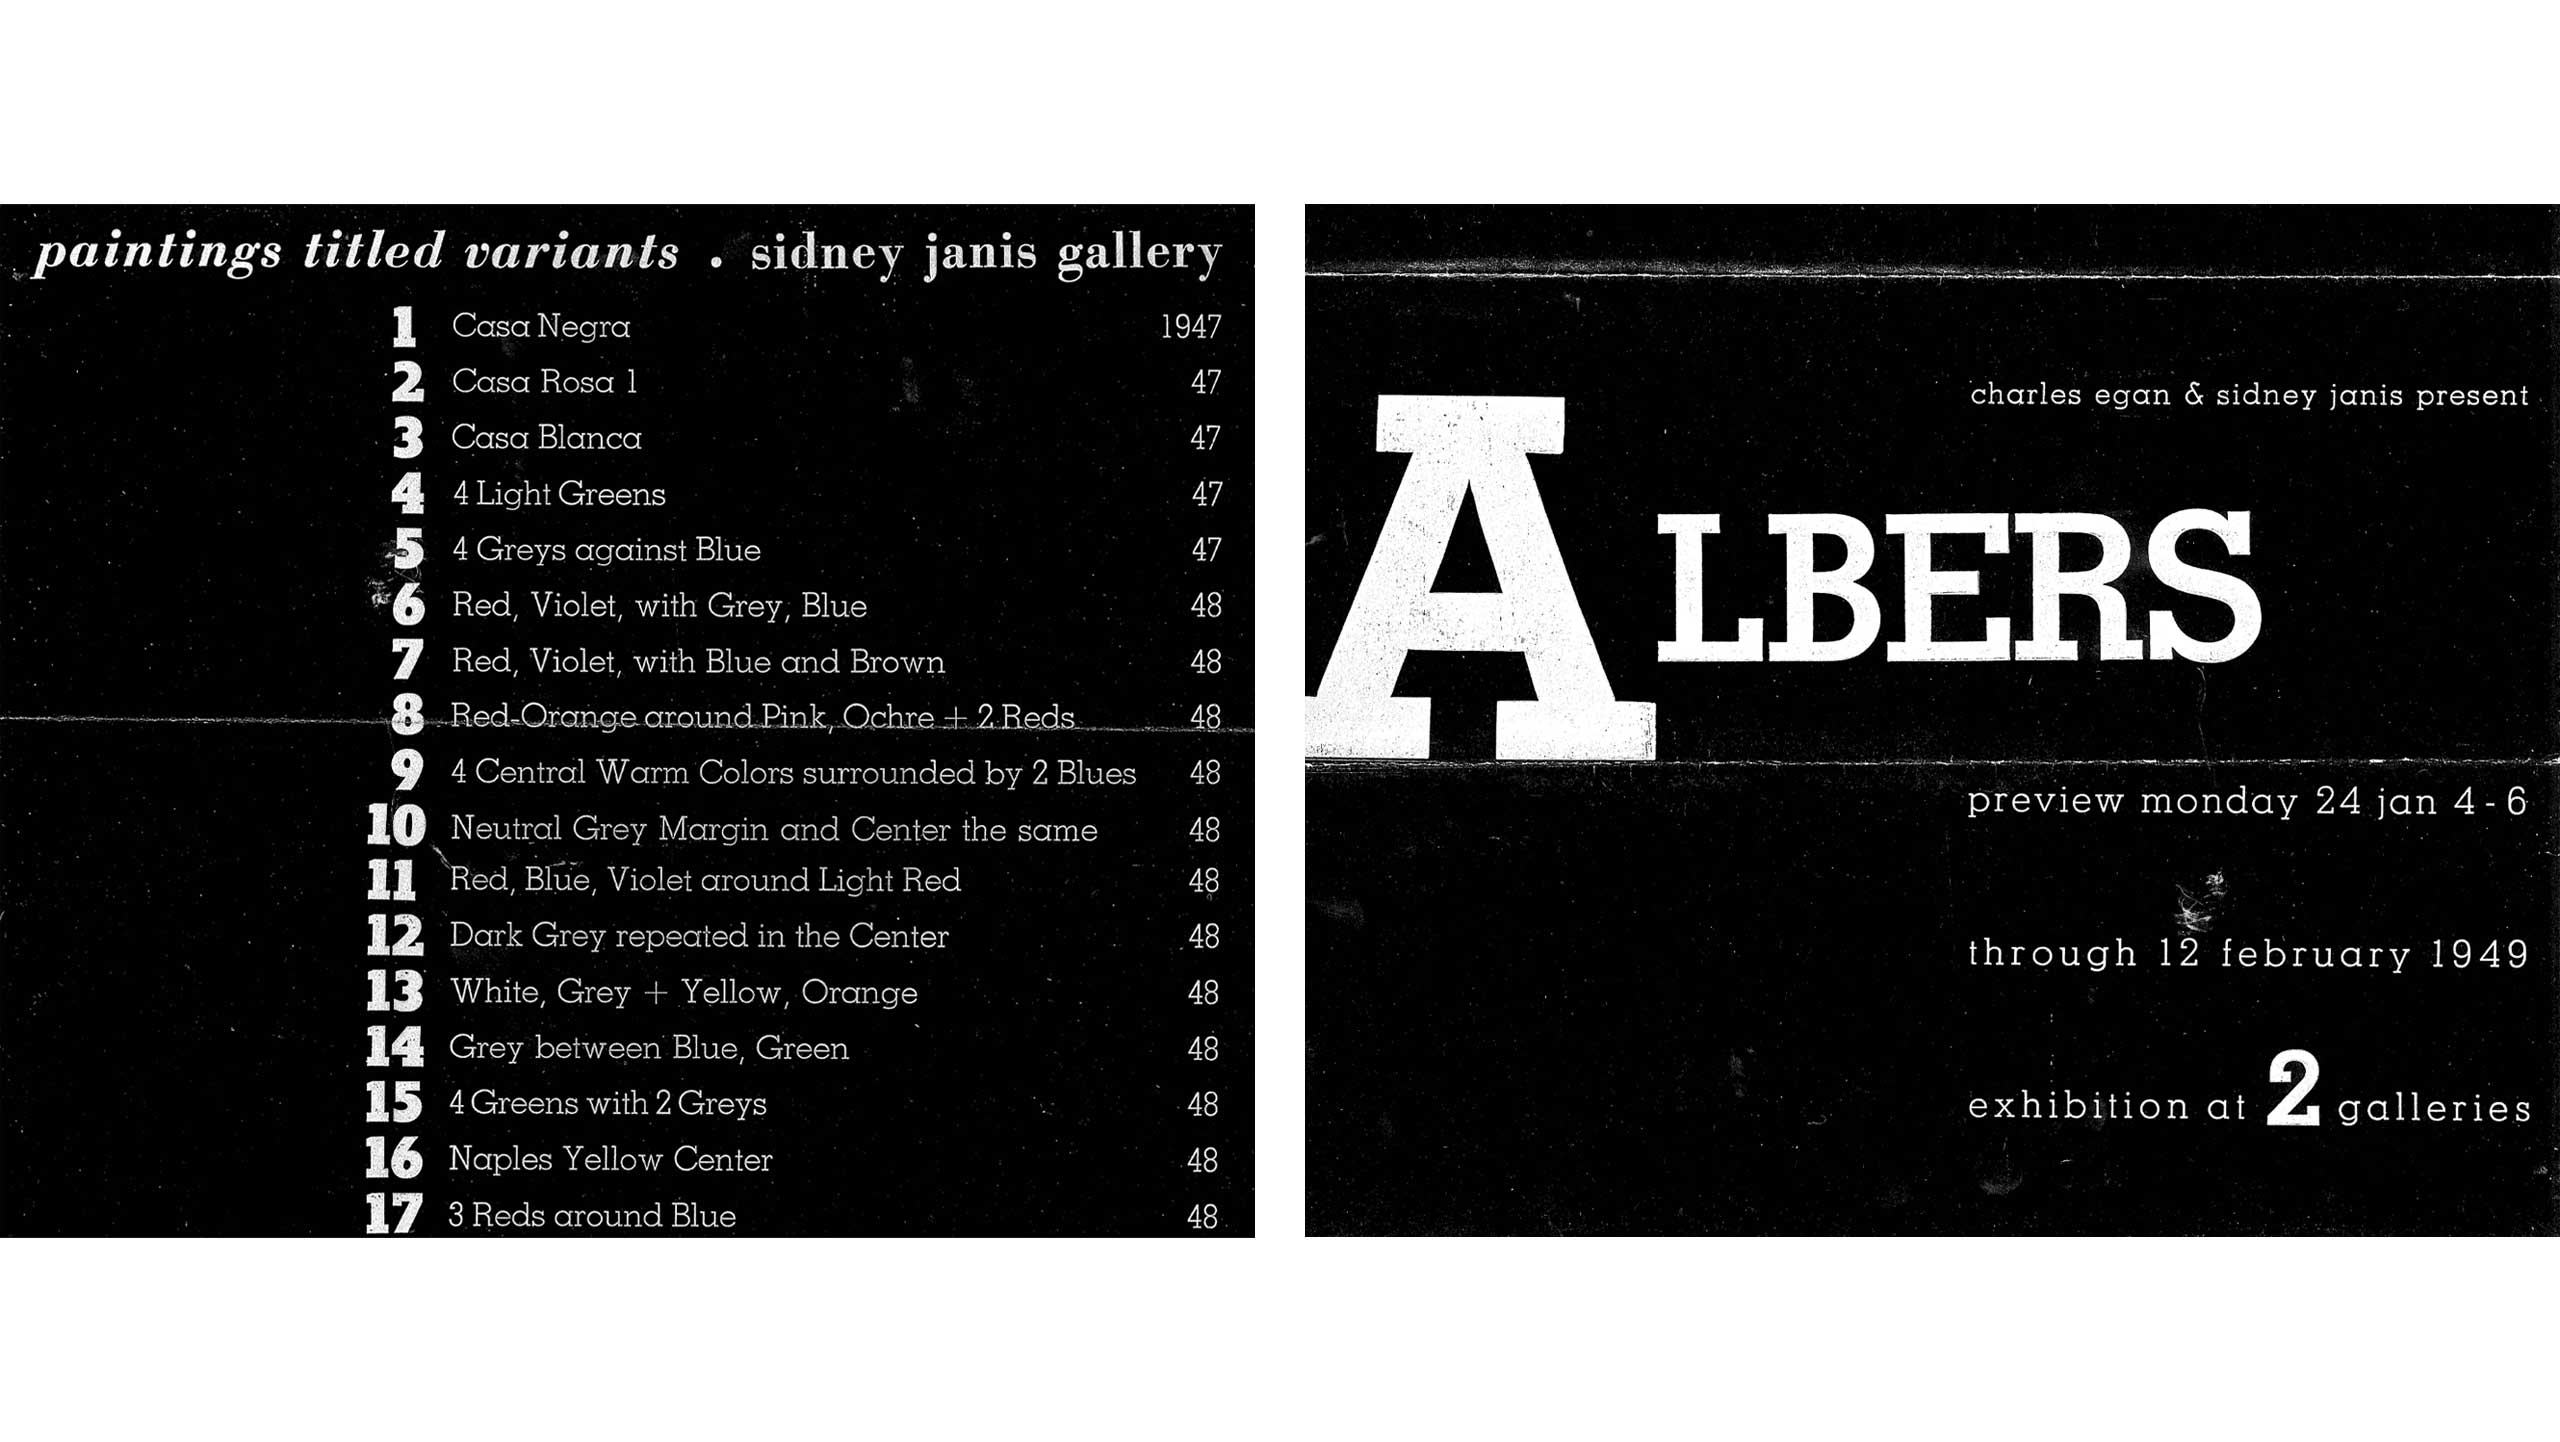 paintings titled variants . sidney janis gallery
1 Casa Negra 1947
2 Casa Rosa 1 47
3 Casa Blanca 47
4 4 Light Greens 47
5 4 Greys against Blue 47
6 Red, Violet, with Grey, Blue 48
7 Red, Violet, with Blue and Brown 48
8 Red-Orange around Pink, Ochre + 2 Reds 48
9 4 Central Warm Colors surrounded by 2 Blues 48
10 Neutral Grey Margin and Center the same 48
11 Red, Blue, Violet around Light Red 48
12 Dark Grey repeated in the Center 48
13 White, Grey + Yellow, Orange 48
14 Grey between Blue, Green 48
15 4 Greens with 2 Greys 48
16 Naples Yellow Center 48
17 3 Reds around Blue 48
charles egan & sidney janis present
ALBERS
preview monday 24 jan 4-6
through 12 february 1949
exhibition at 2 galleries